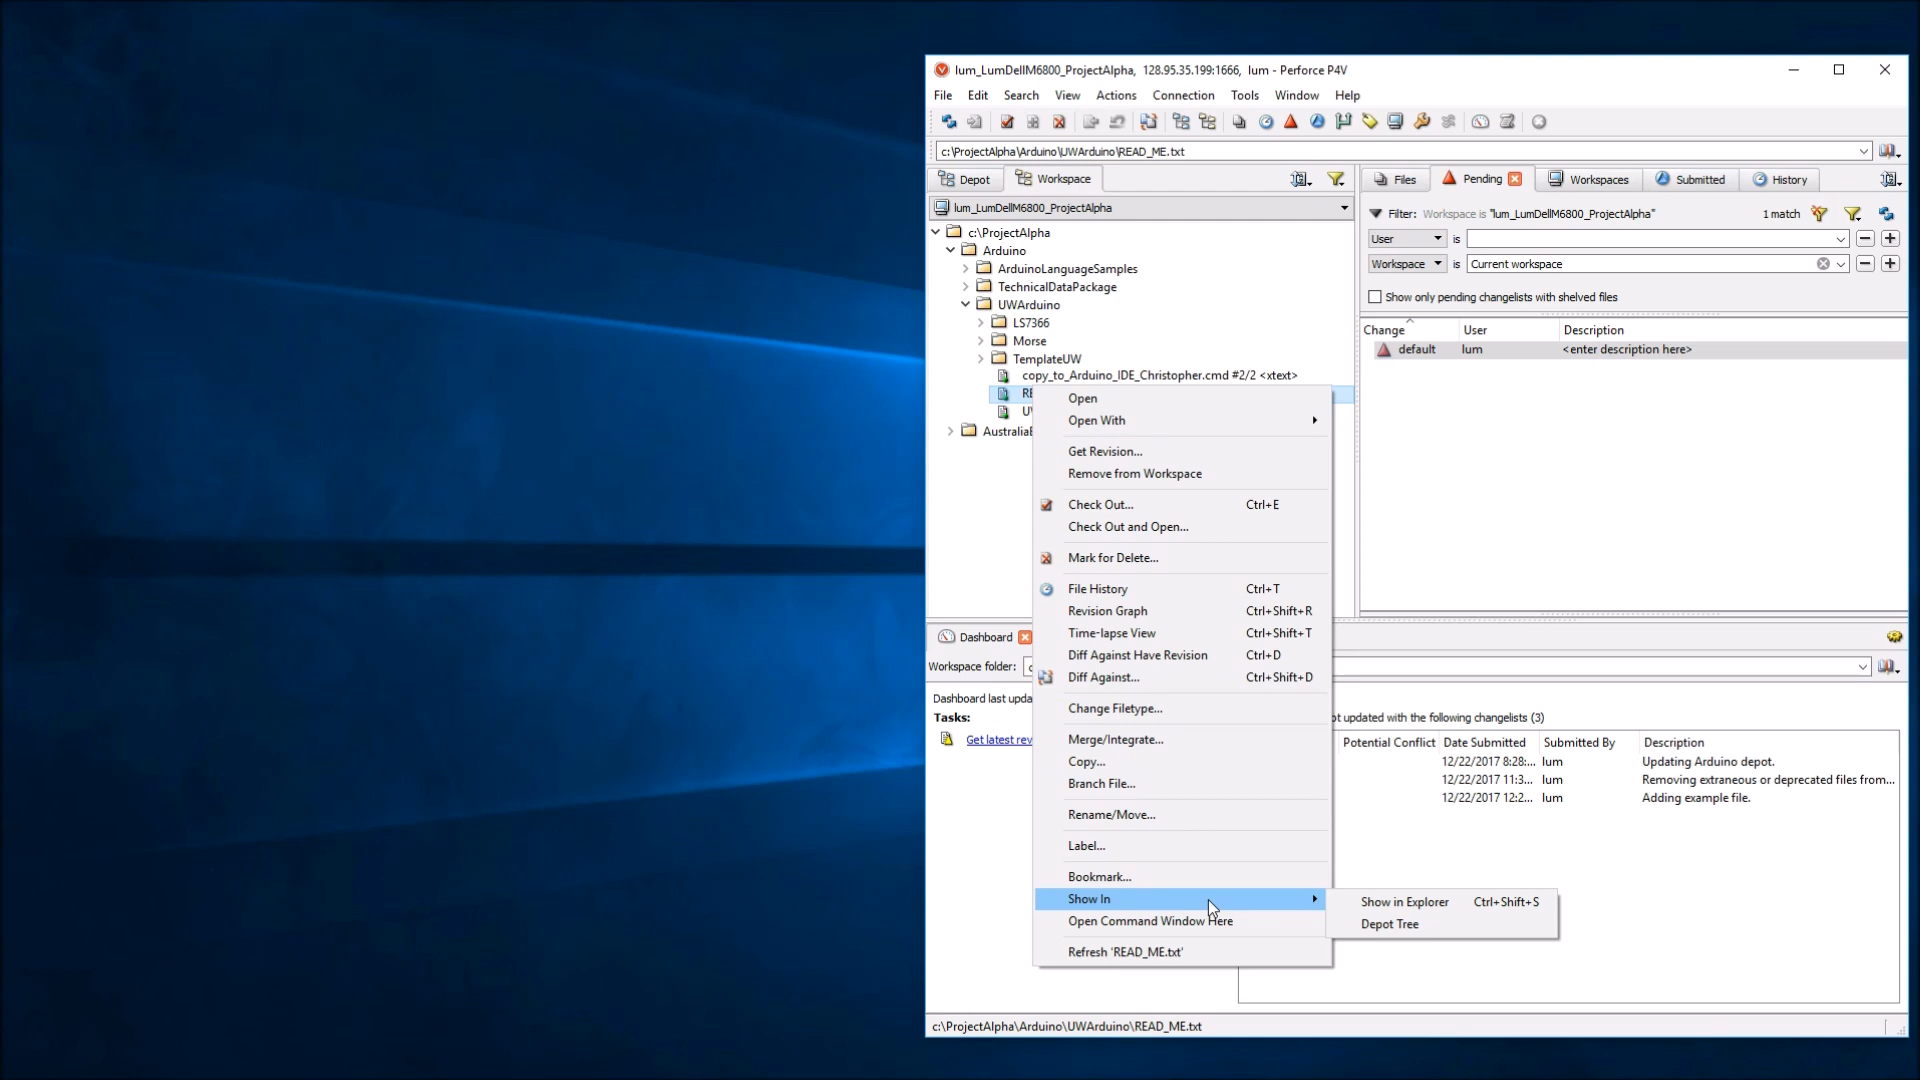 lum_LumDellM6800_ProjectAlpha, 128.95.35.199:1666, lum - Perforce P4V
File Edit Search View Actions Connection Tools Window Help
c:\ProjectAlpha\Arduino\UWArduino\READ_ME.txt
Depot Workspace
lum_LumDellM6800_ProjectAlpha
c:\ProjectAlpha
Arduino
ArduinoLanguageSamples
TechnicalDataPackage
UWArduino
LS7366
Morse
TemplateUW
copy_to_Arduino_IDE_Christopher.cmd #2/2 <xtext>
Files Pending Workspaces Submitted History
Filter: Workspace is "lum_LumDellM6800_ProjectAlpha" 1 match
User is
Workspace is Current workspace
Show only pending changelists with shelved files
Change User Description
default lum <enter description here>
Open
Open With
Get Revision...
Remove from Workspace
Check Out... Ctrl+E
Check Out and Open...
Mark for Delete...
File History Ctrl+T
Revision Graph Ctrl+Shift+R
Time-lapse View Ctrl+Shift+T
Diff Against Have Revision Ctrl+D
Diff Against... Ctrl+Shift+D
Change Filetype...
Merge/Integrate...
Copy...
Branch File...
Rename/Move...
Label...
Bookmark...
Show In
Open Command Window Here
Refresh 'READ_ME.txt'
Show in Explorer Ctrl+Shift+S
Depot Tree
Dashboard
Workspace folder:
Dashboard last upda
Tasks:
Get latest rev
updated with the following changelists (3)
Potential Conflict Date Submitted Submitted By Description
12/22/2017 8:28:... lum Updating Arduino depot.
12/22/2017 11:3... lum Removing extraneous or deprecated files from...
12/22/2017 12:2... lum Adding example file.
c:\ProjectAlpha\Arduino\UWArduino\READ_ME.txt